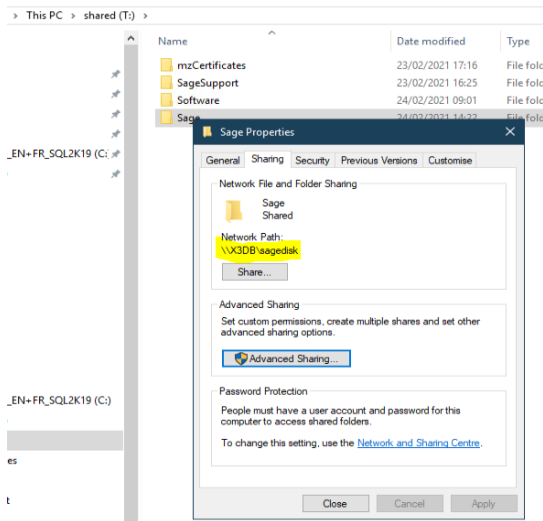 > This PC > shared (T:) >
Name Date modified Type
mzCertificates 23/02/2021 17:16 File fold
SageSupport 23/02/2021 16:25 File fold
Software 24/02/2021 09:01 File fold
Sage 24/02/2021 14:22 File fold
Sage Properties
General Sharing Security Previous Versions Customise
Network File and Folder Sharing
Sage
Shared
Network Path:
\\X3DB\sagedisk
Share...
Advanced Sharing
Set custom permissions, create multiple shares and set other
advanced sharing options.
Advanced Sharing...
Password Protection
People must have a user account and password for this
computer to access shared folders.
To change this setting, use the Network and Sharing Centre.
Close Cancel Apply
_EN+FR_SQL2K19 (C:
_EN+FR_SQL2K19 (C:)
es
t